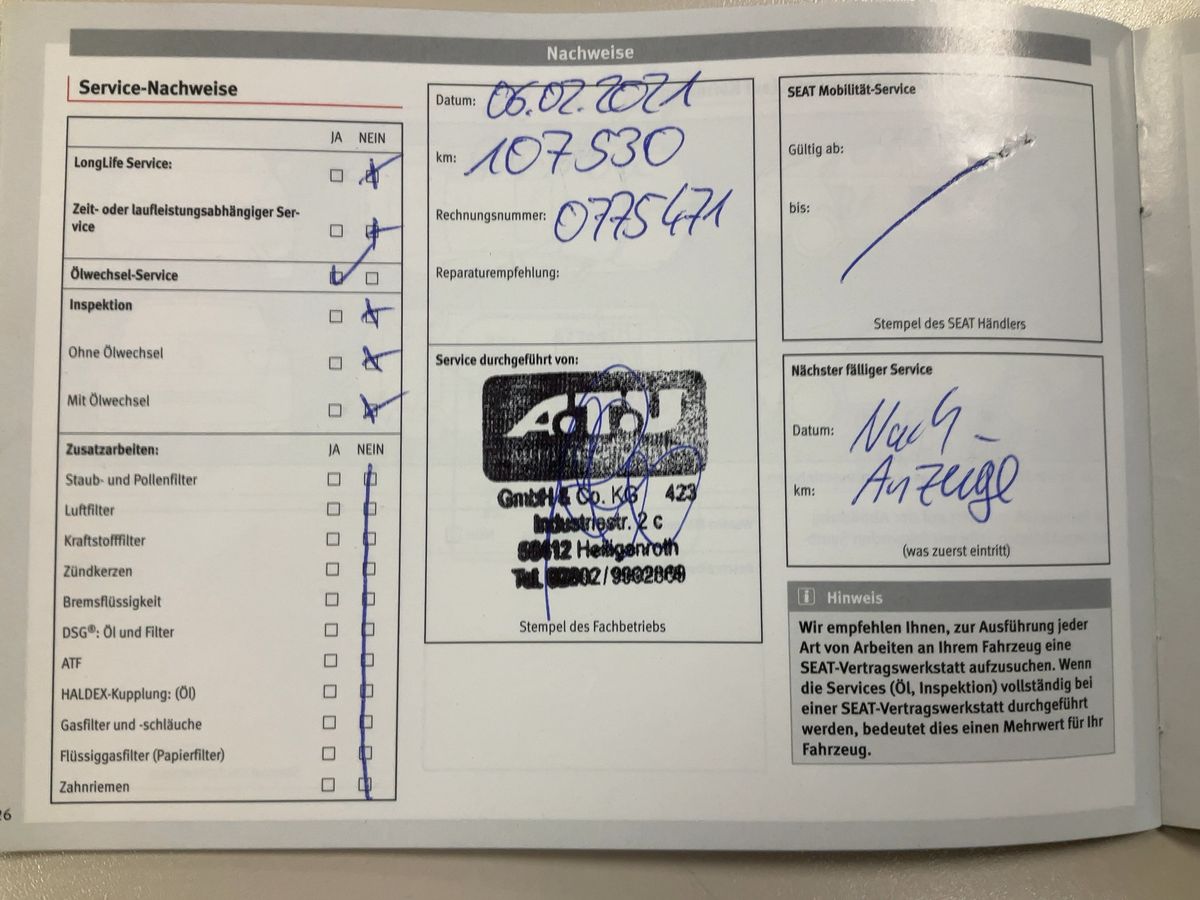 Nachweise
Service-Nachweise
JA NEIN
LongLife Service:
Zeit- oder laufleistungsabhängiger Ser-
vice
Ölwechsel-Service
Inspektion
Ohne Ölwechsel
Mit Ölwechsel
Zusatzarbeiten: JA NEIN
Staub- und Pollenfilter
Luftfilter
Kraftstofffilter
Zündkerzen
Bremsflüssigkeit
DSG®: Öl und Filter
ATF
HALDEX-Kupplung: (Öl)
Gasfilter und -schläuche
Flüssiggasfilter (Papierfilter)
Zahnriemen
26
Datum: 06.02.2021
km: 107530
Rechnungsnummer: 0775471
Reparaturempfehlung:
Service durchgeführt von:
ATU
GmbH & Co. KG 423
Industriestr. 2 c
Heiligenroth
Tel.
Stempel des Fachbetriebs
SEAT Mobilität-Service
Gültig ab:
bis:
Stempel des SEAT Händlers
Nächster fälliger Service
Datum: Nach-
km: Anzeige
(was zuerst eintritt)
i Hinweis
Wir empfehlen Ihnen, zur Ausführung jeder
Art von Arbeiten an Ihrem Fahrzeug eine
SEAT-Vertragswerkstatt aufzusuchen. Wenn
die Services (Öl, Inspektion) vollständig bei
einer SEAT-Vertragswerkstatt durchgeführt
werden, bedeutet dies einen Mehrwert für Ihr
Fahrzeug.